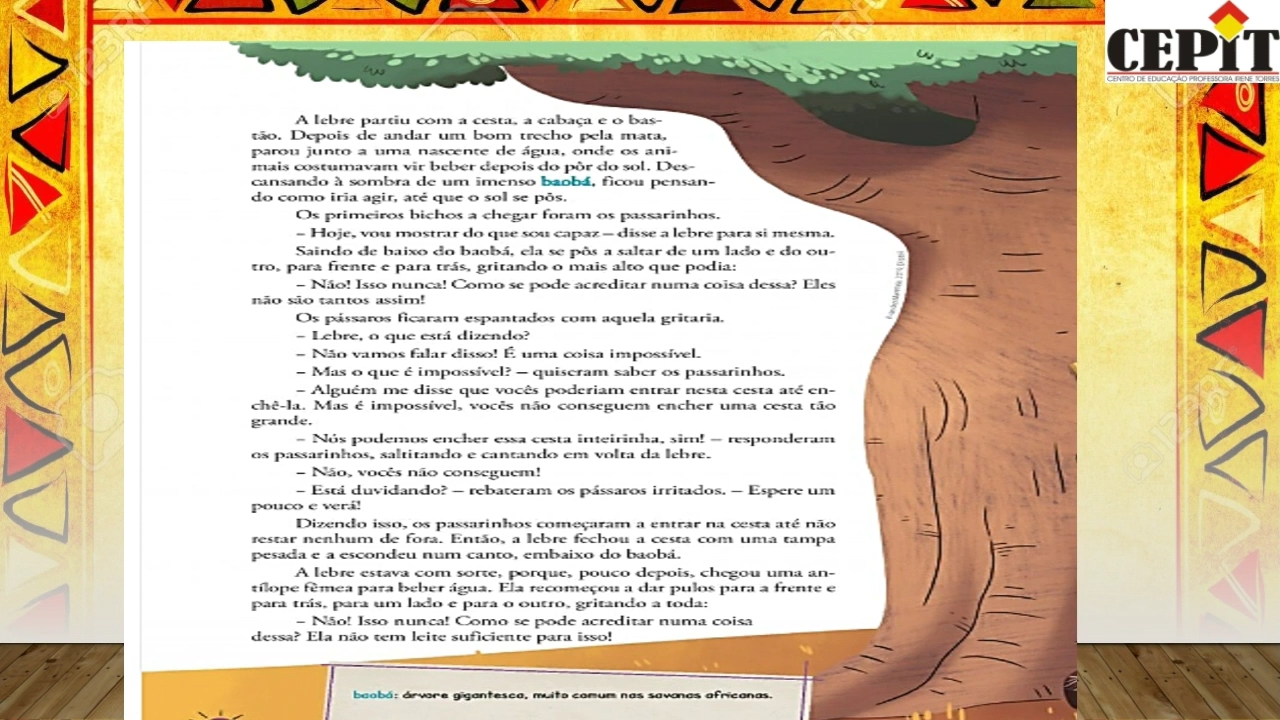 CEPIT
CENTRO DE EDUCAÇÃO PROFESSORA IRENE TORRES
A lebre partiu com a cesta, a cabaça e o bas-
tão. Depois de andar um bom trecho pela mata,
parou junto a uma nascente de água, onde os ani-
mais costumavam vir beber depois do pôr do sol. Des-
cansando à sombra de um imenso baobá, ficou pensan-
do como iria agir, até que o sol se pôs.
Os primeiros bichos a chegar foram os passarinhos.
– Hoje, vou mostrar do que sou capaz – disse a lebre para si mesma.
Saindo de baixo do baobá, ela se pôs a saltar de um lado e do ou-
tro, para frente e para trás, gritando o mais alto que podia:
– Não! Isso nunca! Como se pode acreditar numa coisa dessa? Eles
não são tantos assim!
Os pássaros ficaram espantados com aquela gritaria.
– Lebre, o que está dizendo?
– Não vamos falar disso! É uma coisa impossível.
– Mas o que é impossível? – quiseram saber os passarinhos.
– Alguém me disse que vocês poderiam entrar nesta cesta até en-
chê-la. Mas é impossível, vocês não conseguem encher uma cesta tão
grande.
– Nós podemos encher essa cesta inteirinha, sim! – responderam
os passarinhos, saltitando e cantando em volta da lebre.
– Não, vocês não conseguem!
– Está duvidando? – rebateram os pássaros irritados. – Espere um
pouco e verá!
Dizendo isso, os passarinhos começaram a entrar na cesta até não
restar nenhum de fora. Então, a lebre fechou a cesta com uma tampa
pesada e a escondeu num canto, embaixo do baobá.
A lebre estava com sorte, porque, pouco depois, chegou uma an-
tílope fêmea para beber água. Ela recomeçou a dar pulos para a frente e
para trás, para um lado e para o outro, gritando a toda:
– Não! Isso nunca! Como se pode acreditar numa coisa
dessa? Ela não tem leite suficiente para isso!
baobá: árvore gigantesca, muito comum nas savanas africanas.